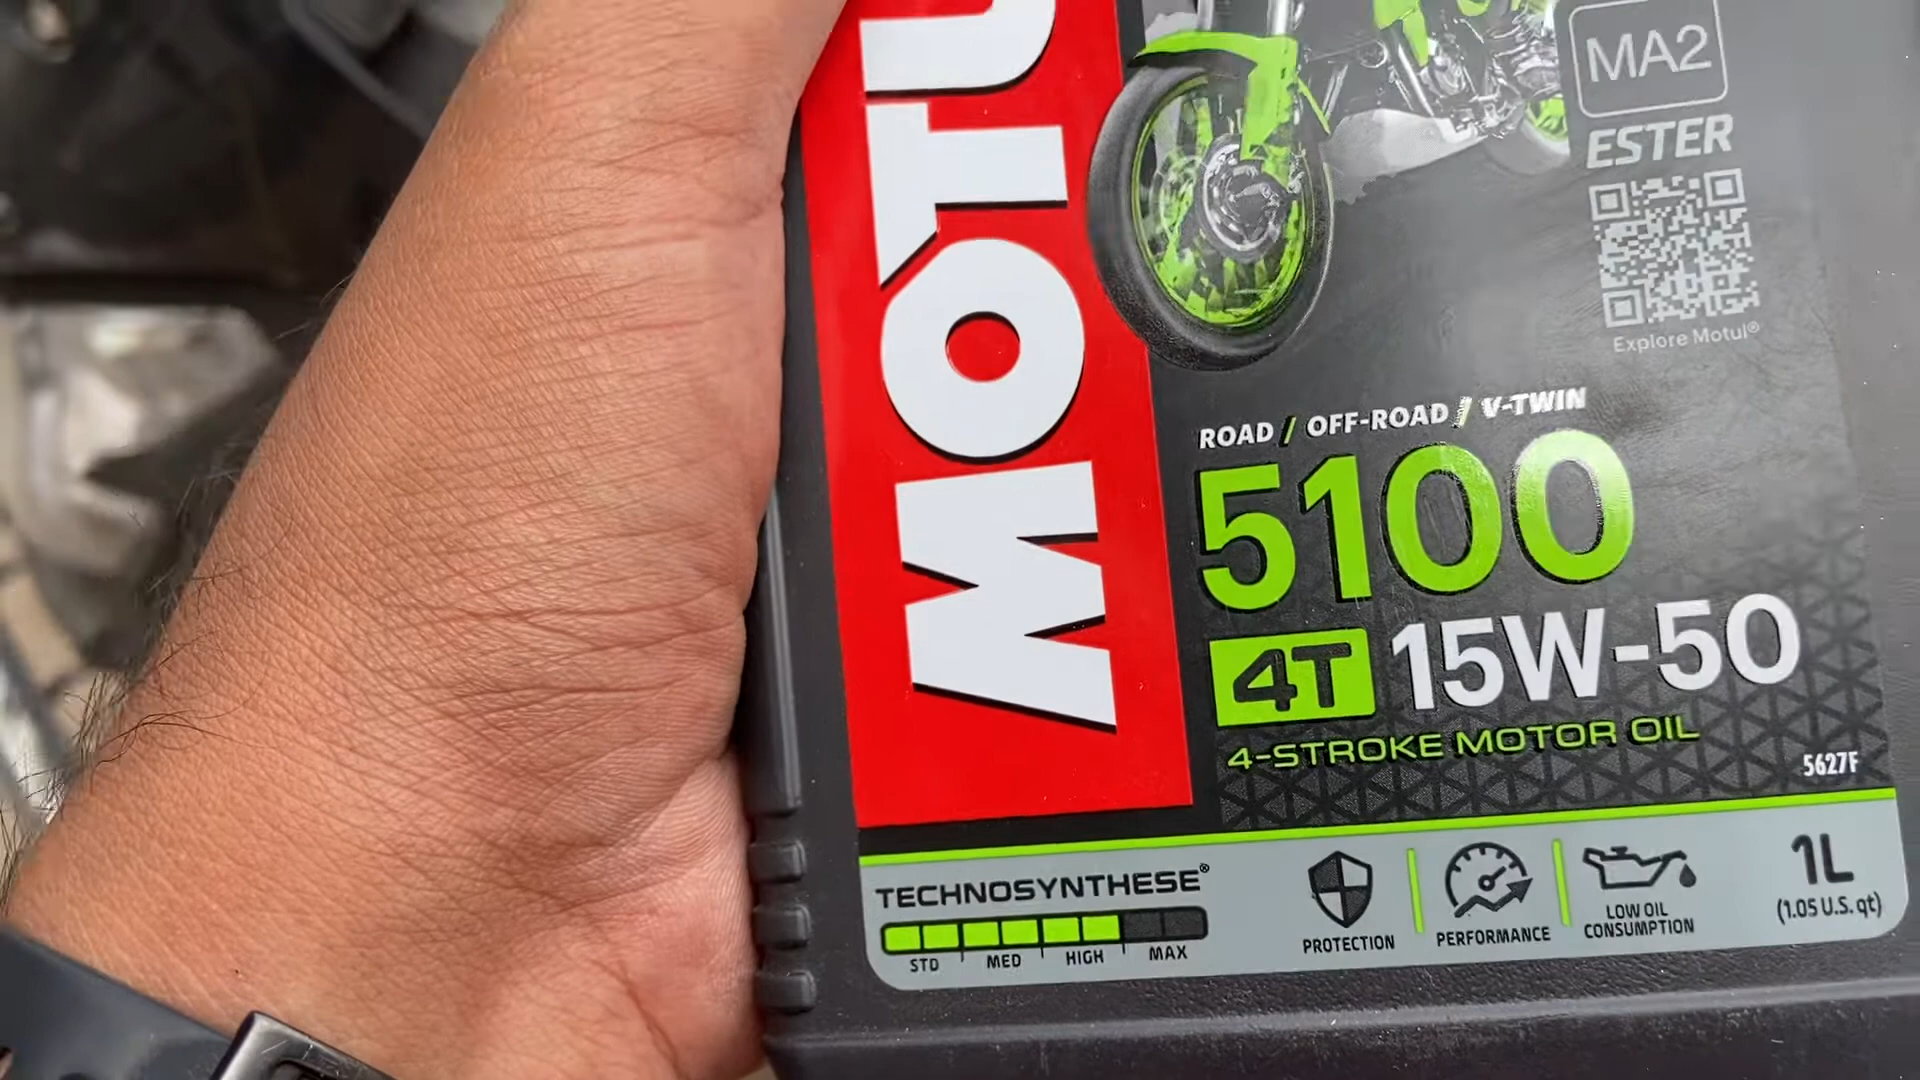 MOTU
MA2
ESTER
Explore Motul®
ROAD / OFF-ROAD / V-TWIN
5100
4T 15W-50
4-STROKE MOTOR OIL
5627F
TECHNOSYNTHESE®
STD MED HIGH MAX
PROTECTION
PERFORMANCE
LOW OIL
CONSUMPTION
1L
(1.05 U.S. qt)